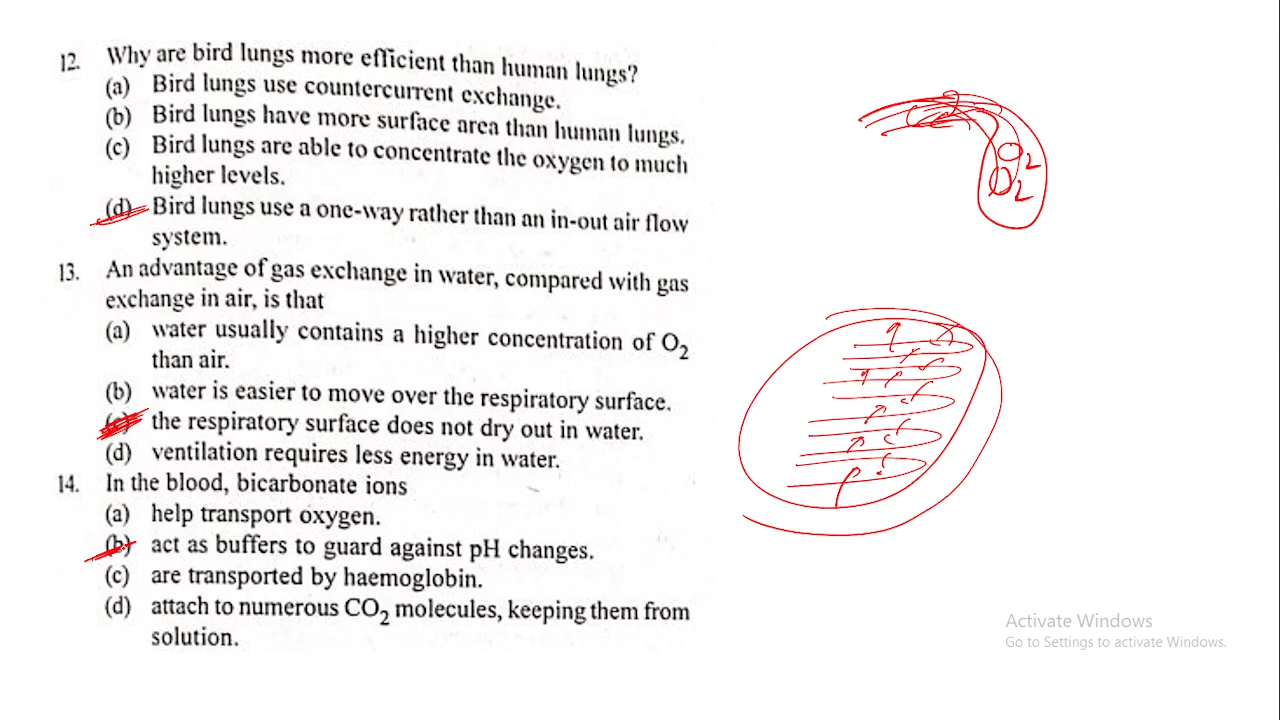 12. Why are bird lungs more efficient than human lungs?
(a) Bird lungs use countercurrent exchange.
(b) Bird lungs have more surface area than human lungs.
(c) Bird lungs are able to concentrate the oxygen to much
higher levels.
(d) Bird lungs use a one-way rather than an in-out air flow
system.
13. An advantage of gas exchange in water, compared with gas
exchange in air, is that
(a) water usually contains a higher concentration of O2
than air.
(b) water is easier to move over the respiratory surface.
(c) the respiratory surface does not dry out in water.
(d) ventilation requires less energy in water.
14. In the blood, bicarbonate ions
(a) help transport oxygen.
(b) act as buffers to guard against pH changes.
(c) are transported by haemoglobin.
(d) attach to numerous CO2 molecules, keeping them from
solution.
O2
O2
Activate Windows
Go to Settings to activate Windows.